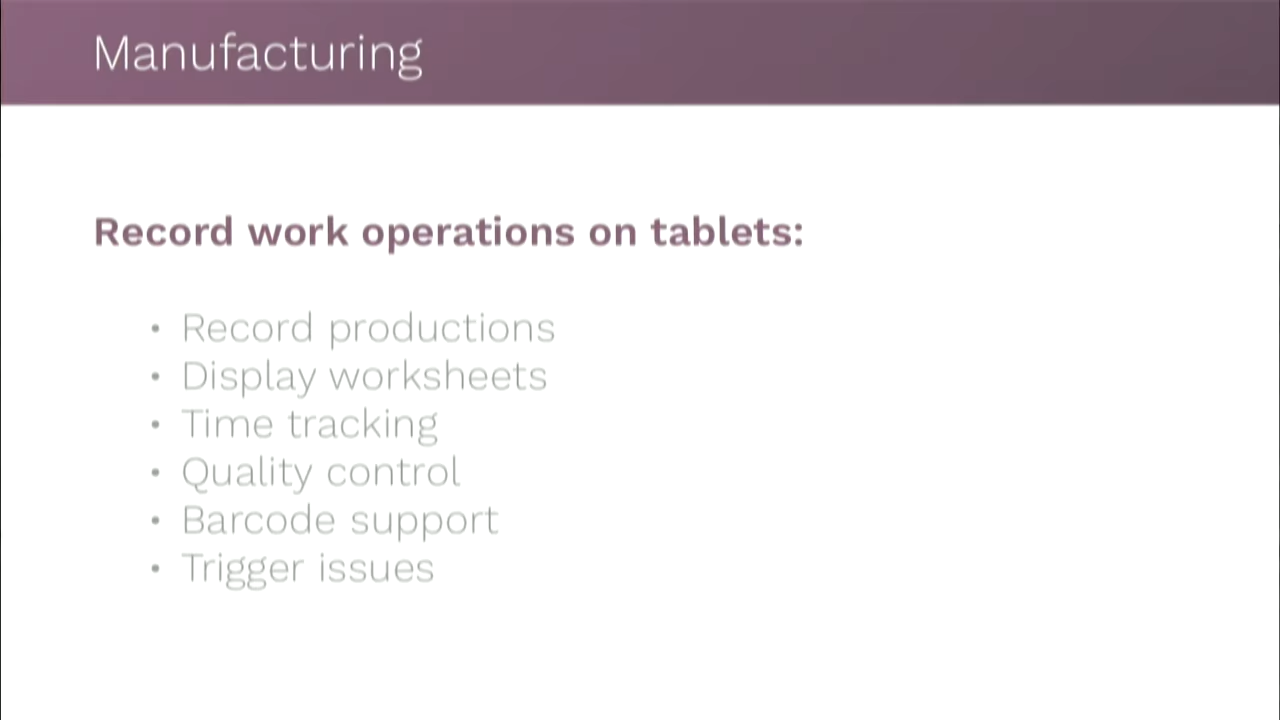 Manufacturing
Record work operations on tablets:
• Record productions
• Display worksheets
• Time tracking
• Quality control
• Barcode support
• Trigger issues